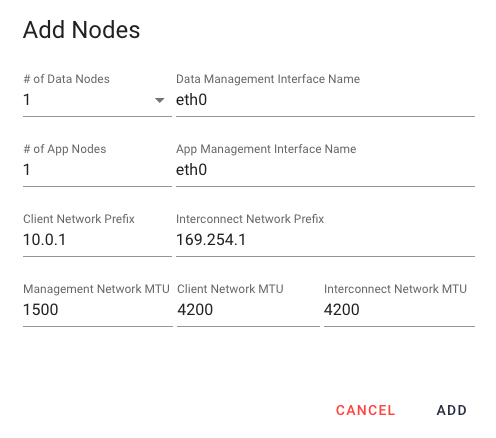 Add Nodes
# of Data Nodes Data Management Interface Name
1 eth0
# of App Nodes App Management Interface Name
1 eth0
Client Network Prefix Interconnect Network Prefix
10.0.1 169.254.1
Management Network MTU Client Network MTU Interconnect Network MTU
1500 4200 4200
CANCEL ADD